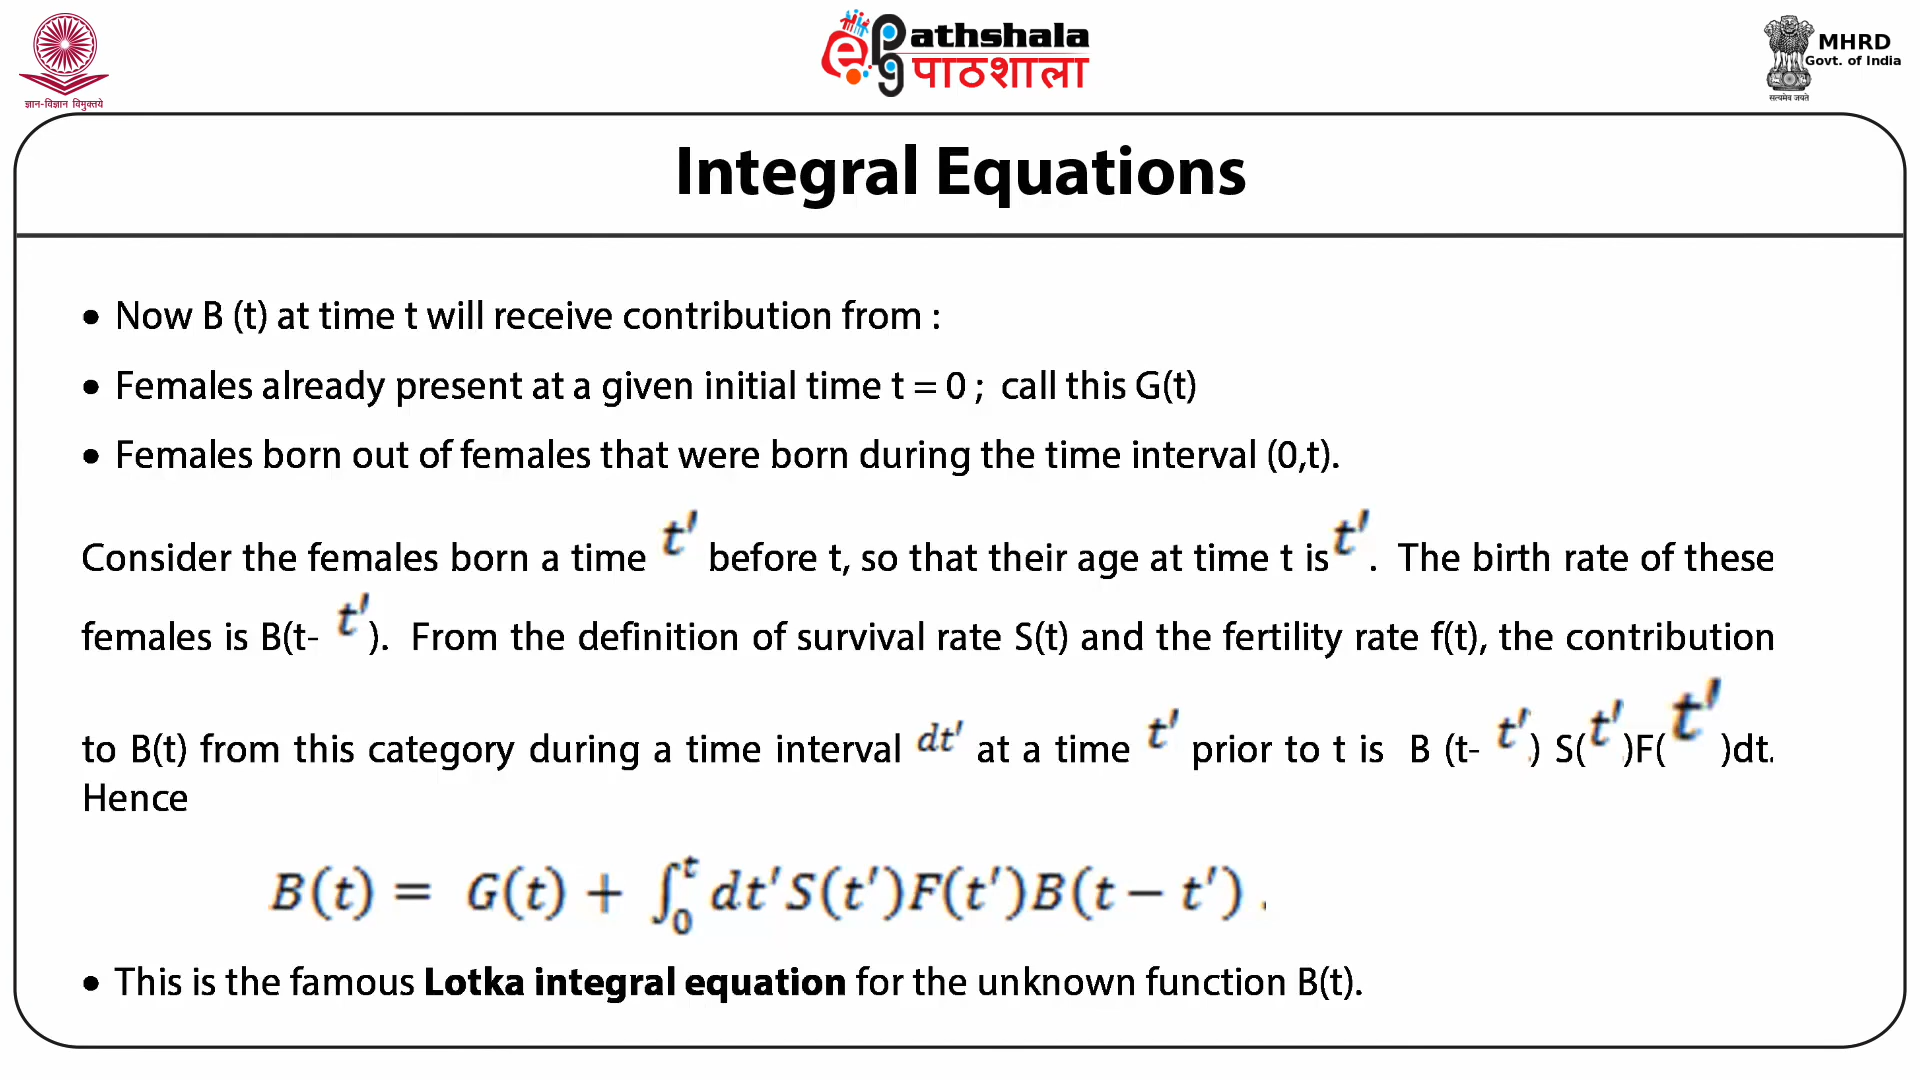 ज्ञान-विज्ञान विमुक्तये
ePGathshala
पाठशाला
MHRD
Govt. of India
सत्यमेव जयते
Integral Equations
• Now B (t) at time t will receive contribution from :
• Females already present at a given initial time t = 0 ; call this G(t)
• Females born out of females that were born during the time interval (0,t).
Consider the females born a time t′ before t, so that their age at time t is t′. The birth rate of these
females is B(t- t′). From the definition of survival rate S(t) and the fertility rate f(t), the contribution
to B(t) from this category during a time interval dt′ at a time t′ prior to t is B (t- t′) S(t′)F(t′)dt.
Hence
B(t) = G(t) + ∫₀ᵗ dt′S(t′)F(t′)B(t − t′) .
• This is the famous Lotka integral equation for the unknown function B(t).